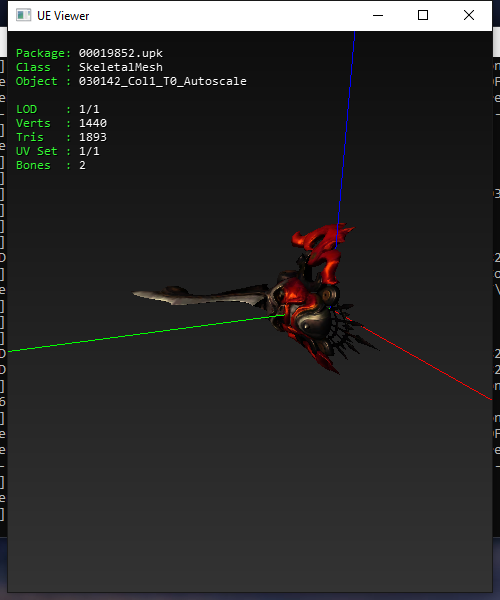 UE Viewer
Package: 00019852.upk
Class  : SkeletalMesh
Object : 030142_Col1_T0_Autoscale
LOD    : 1/1
Verts  : 1440
Tris   : 1893
UV Set : 1/1
Bones  : 2